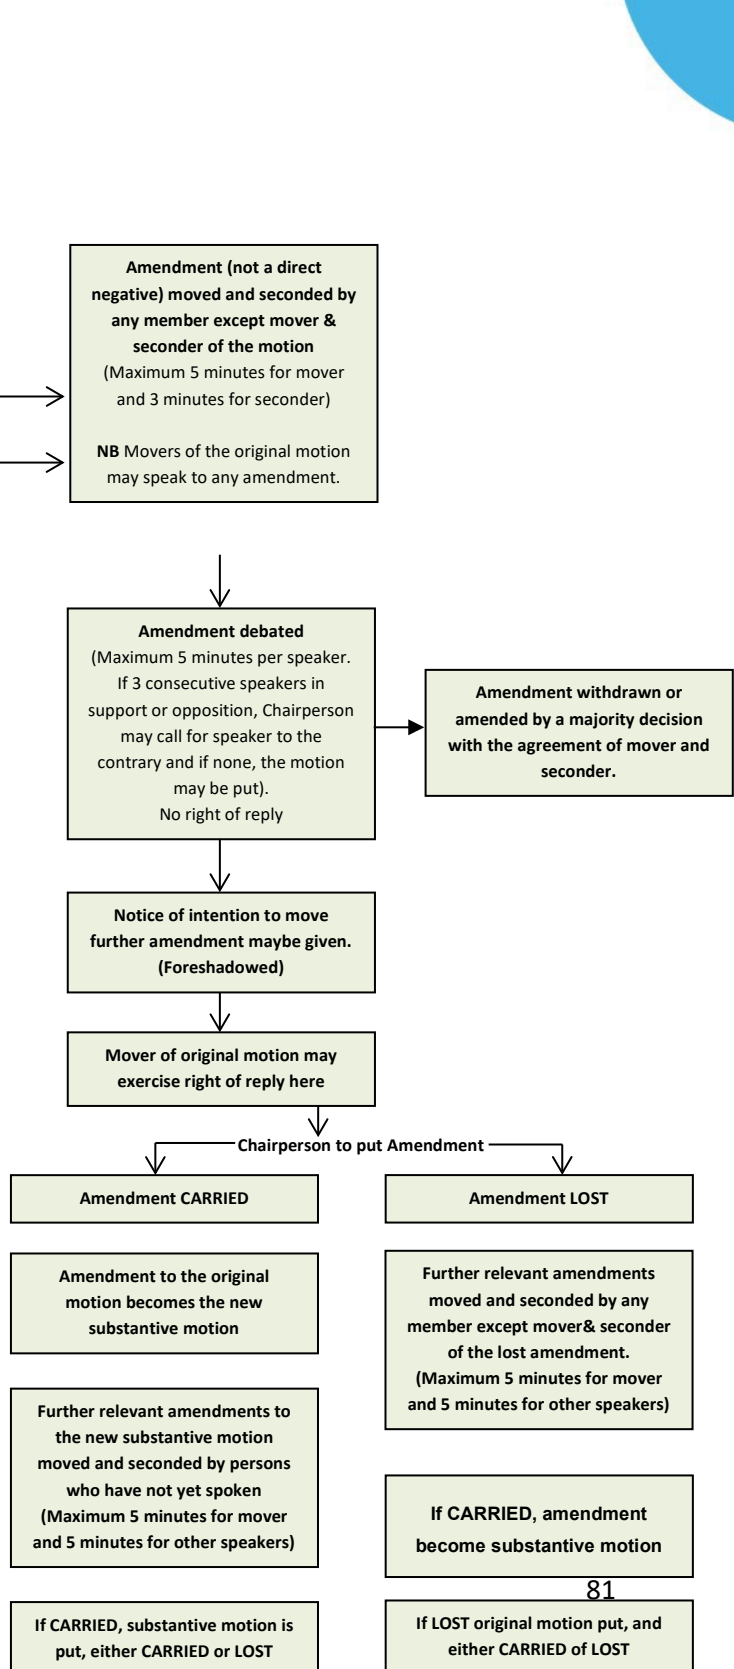 Amendment (not a direct
negative) moved and seconded by
any member except mover &
seconder of the motion
(Maximum 5 minutes for mover
and 3 minutes for seconder)
NB Movers of the original motion
may speak to any amendment.
Amendment debated
(Maximum 5 minutes per speaker.
If 3 consecutive speakers in
support or opposition, Chairperson
may call for speaker to the
contrary and if none, the motion
may be put).
No right of reply
Amendment withdrawn or
amended by a majority decision
with the agreement of mover and
seconder.
Notice of intention to move
further amendment maybe given.
(Foreshadowed)
Mover of original motion may
exercise right of reply here
Chairperson to put Amendment
Amendment CARRIED
Amendment to the original
motion becomes the new
substantive motion
Further relevant amendments to
the new substantive motion
moved and seconded by persons
who have not yet spoken
(Maximum 5 minutes for mover
and 5 minutes for other speakers)
If CARRIED, substantive motion is
put, either CARRIED or LOST
Amendment LOST
Further relevant amendments
moved and seconded by any
member except mover& seconder
of the lost amendment.
(Maximum 5 minutes for mover
and 5 minutes for other speakers)
If CARRIED, amendment
become substantive motion
81
If LOST original motion put, and
either CARRIED of LOST